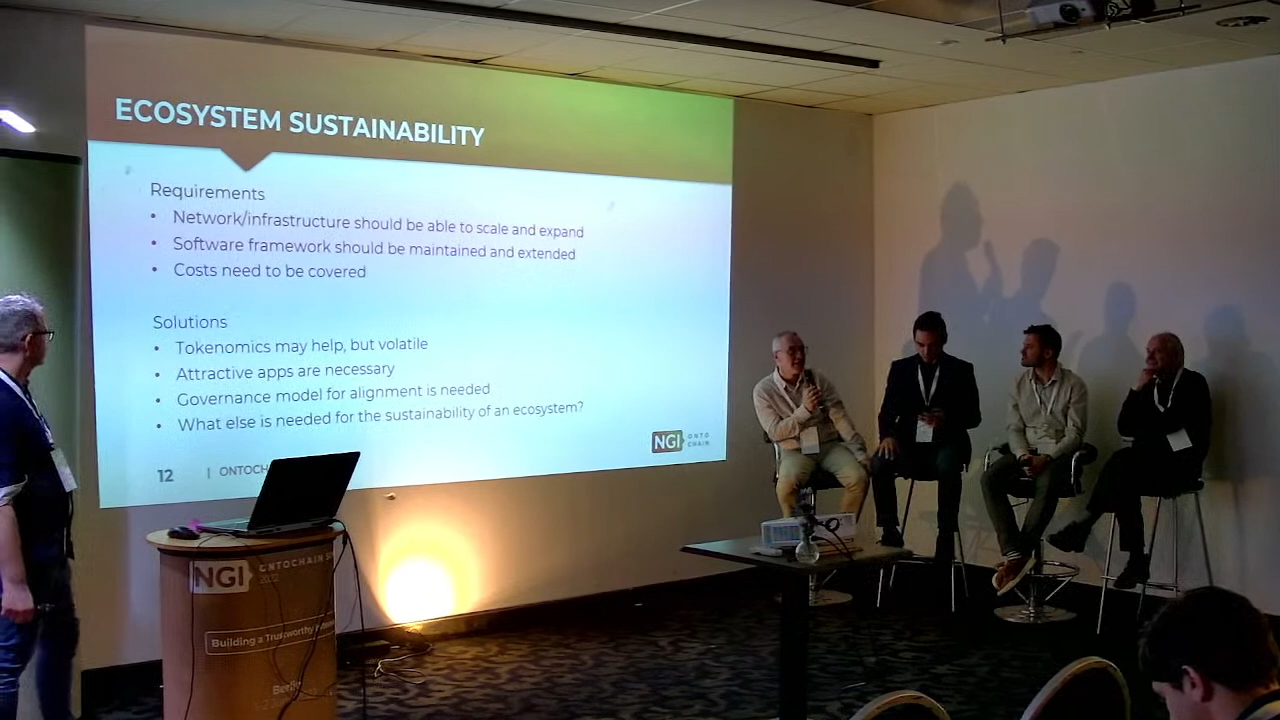 ECOSYSTEM SUSTAINABILITY
Requirements
• Network/infrastructure should be able to scale and expand
• Software framework should be maintained and extended
• Costs need to be covered
Solutions
• Tokenomics may help, but volatile
• Attractive apps are necessary
• Governance model for alignment is needed
• What else is needed for the sustainability of an ecosystem?
NGI ONTO
CHAIN
12 | ONTOCH
NGI ONTOCHAIN
2022
Building a Trustworthy